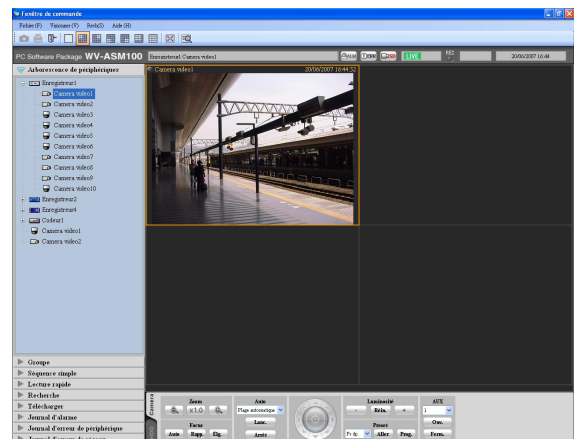 Fenêtre de commande
Fichier (F) Visionner (V) Rech(S) Aide (H)
PC Software Package WV-ASM100
Enregistreur1 Camera video1
ALM
ERR
LIVE
REC
20/06/2007 16:44
Arborescence de périphériques
Enregistreur1
Camera video1
Camera video2
Camera video3
Camera video4
Camera video5
Camera video6
Camera video7
Camera video8
Camera video9
Camera video10
Enregistreur2
Enregistreur4
Codeur1
Camera video1
Camera video2
Camera video1
20/06/2007 16:44:32
Groupe
Séquence simple
Lecture rapide
Recherche
Télécharger
Journal d'alarme
Journal d'erreur de périphérique
Camera
Zoom
x1.0
Focus
Auto Rapp. Elg.
Auto
Plage automatique
Lanc.
Arrêt
Luminosité
- Réin. +
Preset
Aller Prog.
AUX
1
Ouv.
Ferm.